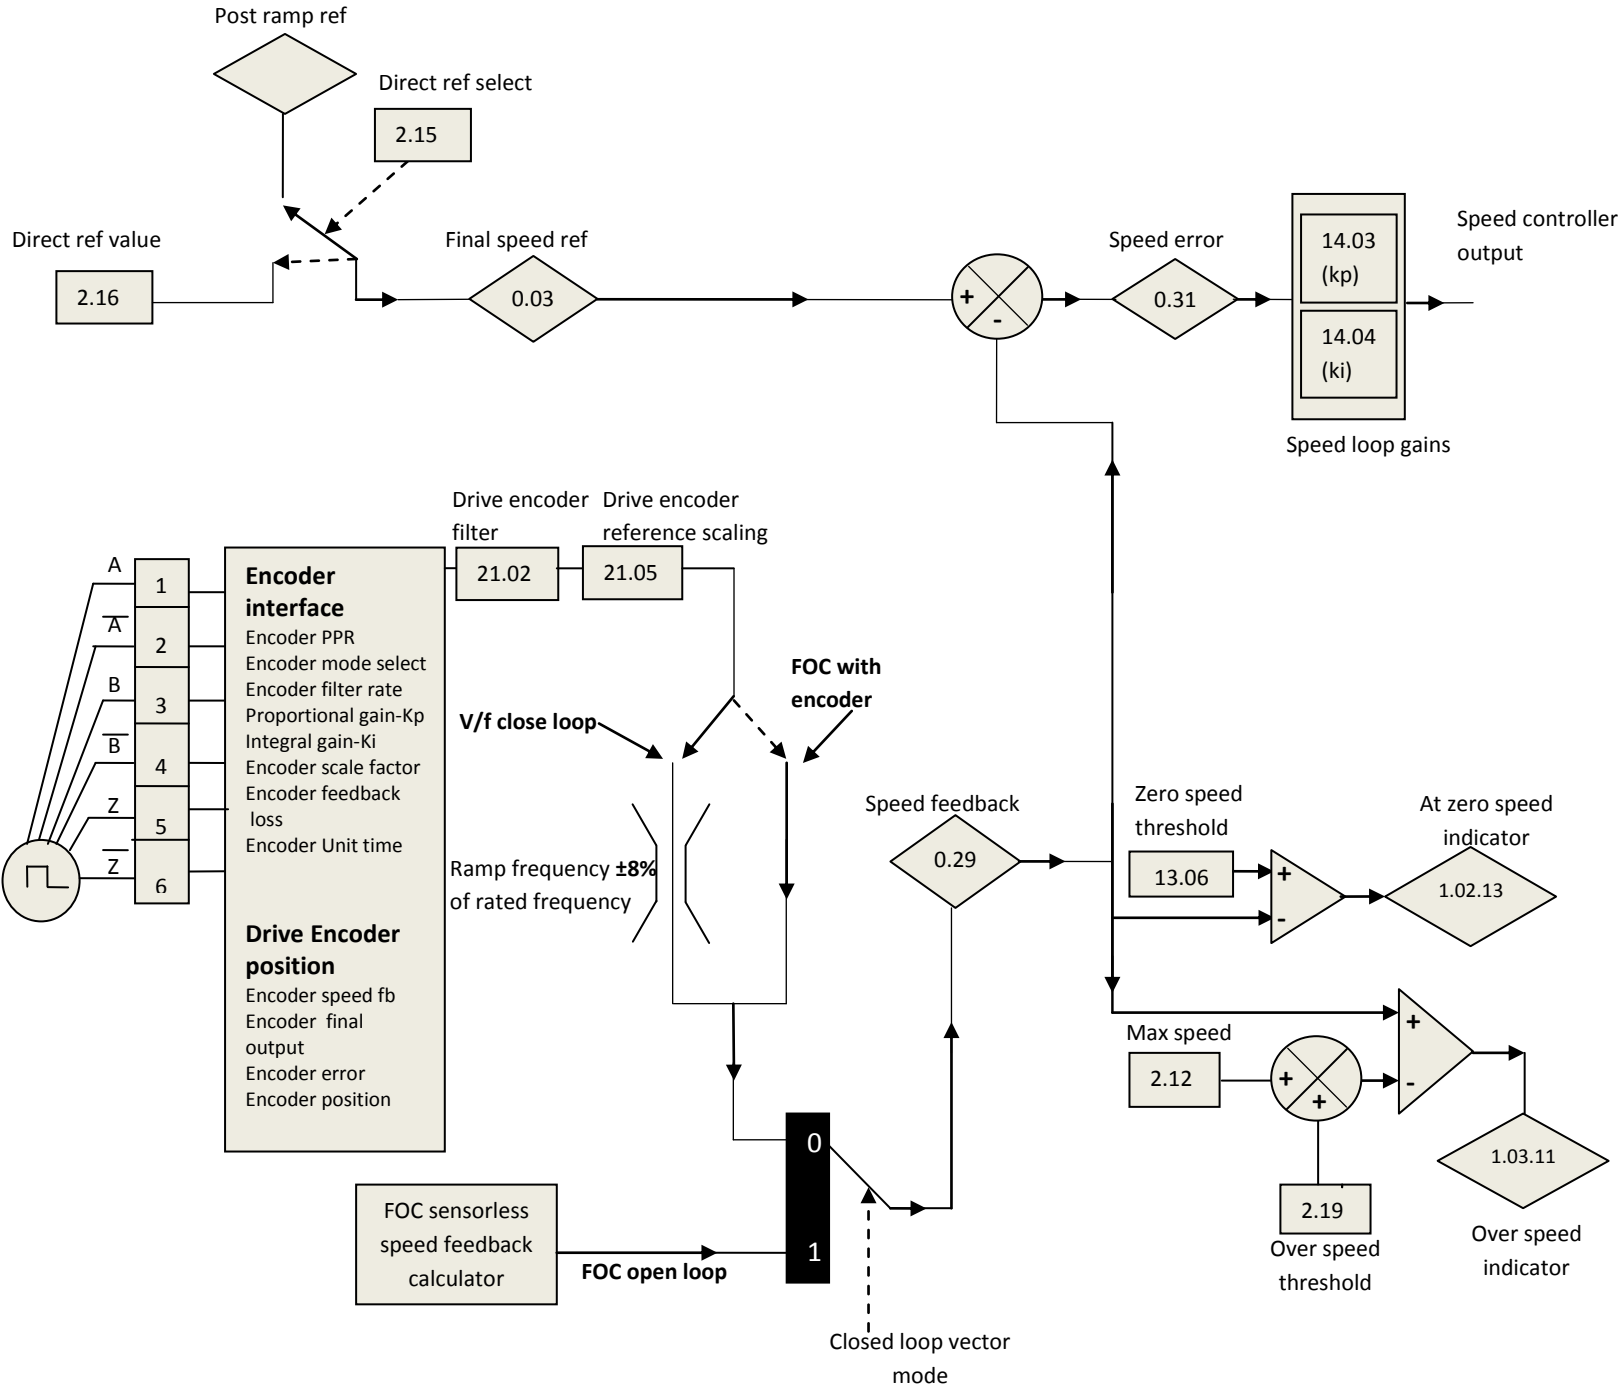 Post ramp ref
Direct ref select
2.15
Direct ref value
2.16
Final speed ref
0.03
+
-
Speed error
0.31
14.03
(kp)
14.04
(ki)
Speed loop gains
Speed controller
output
A
A̅
B
B̅
Z
Z̅
1
2
3
4
5
6
Encoder
interface
Encoder PPR
Encoder mode select
Encoder filter rate
Proportional gain-Kp
Integral gain-Ki
Encoder scale factor
Encoder feedback
loss
Encoder Unit time
Drive Encoder
position
Encoder speed fb
Encoder final
output
Encoder error
Encoder position
Drive encoder
filter
21.02
Drive encoder
reference scaling
21.05
V/f close loop
FOC with
encoder
Ramp frequency ±8%
of rated frequency
FOC sensorless
speed feedback
calculator
FOC open loop
0
1
Closed loop vector
mode
Speed feedback
0.29
Zero speed
threshold
13.06
+
-
At zero speed
indicator
1.02.13
Max speed
2.12
+
+
2.19
Over speed
threshold
+
-
1.03.11
Over speed
indicator